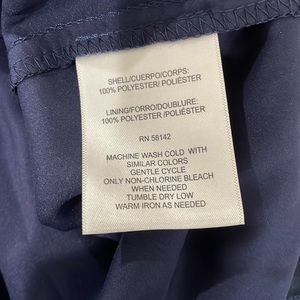 SHELL/CUERPO/CORPS:
100% POLYESTER/ POLIÉSTER
LINING/FORRO/DOUBLURE:
100% POLYESTER /POLIÉSTER
RN 58142
MACHINE WASH COLD WITH
SIMILAR COLORS
GENTLE CYCLE
ONLY NON-CHLORINE BLEACH
WHEN NEEDED
TUMBLE DRY LOW
WARM IRON AS NEEDED